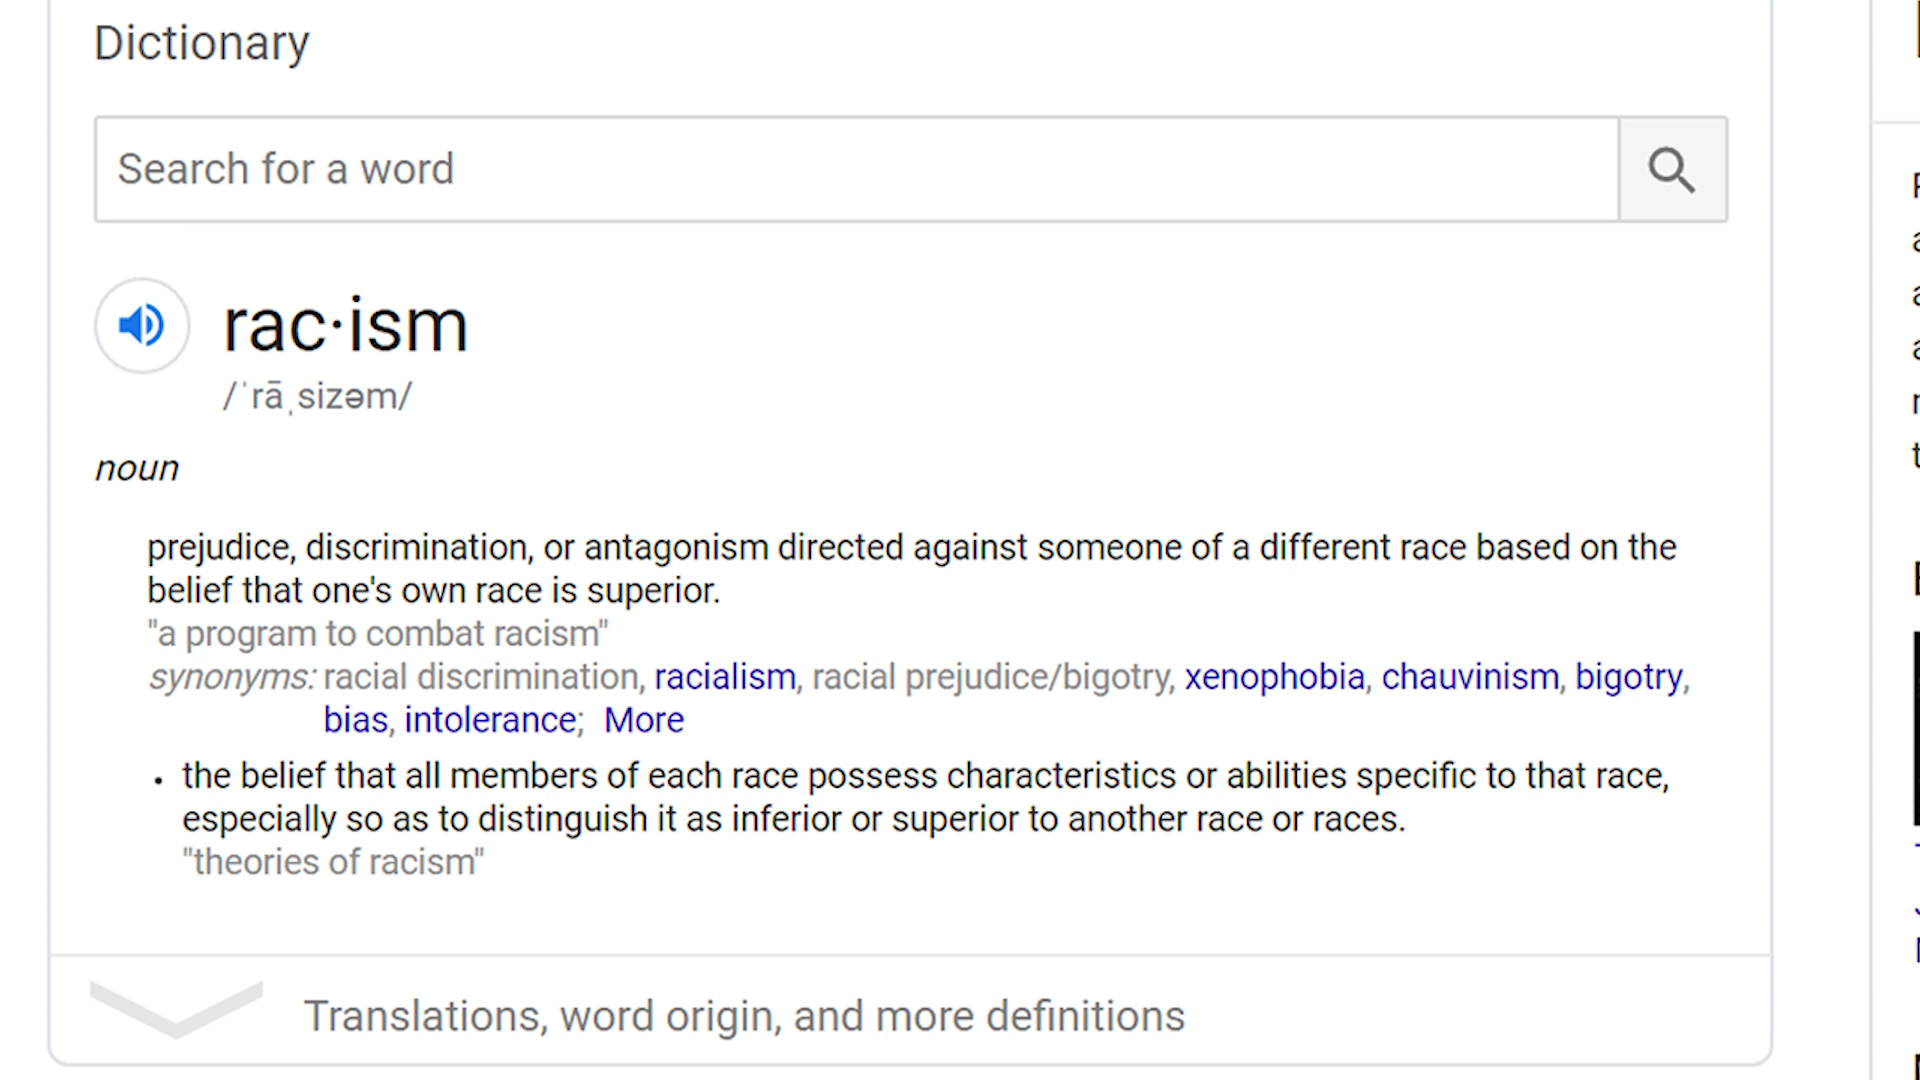 Dictionary
Search for a word
rac·ism
/ˈrāˌsizəm/
noun
prejudice, discrimination, or antagonism directed against someone of a different race based on the
belief that one's own race is superior.
"a program to combat racism"
synonyms: racial discrimination, racialism, racial prejudice/bigotry, xenophobia, chauvinism, bigotry,
bias, intolerance;  More
• the belief that all members of each race possess characteristics or abilities specific to that race,
especially so as to distinguish it as inferior or superior to another race or races.
"theories of racism"
Translations, word origin, and more definitions